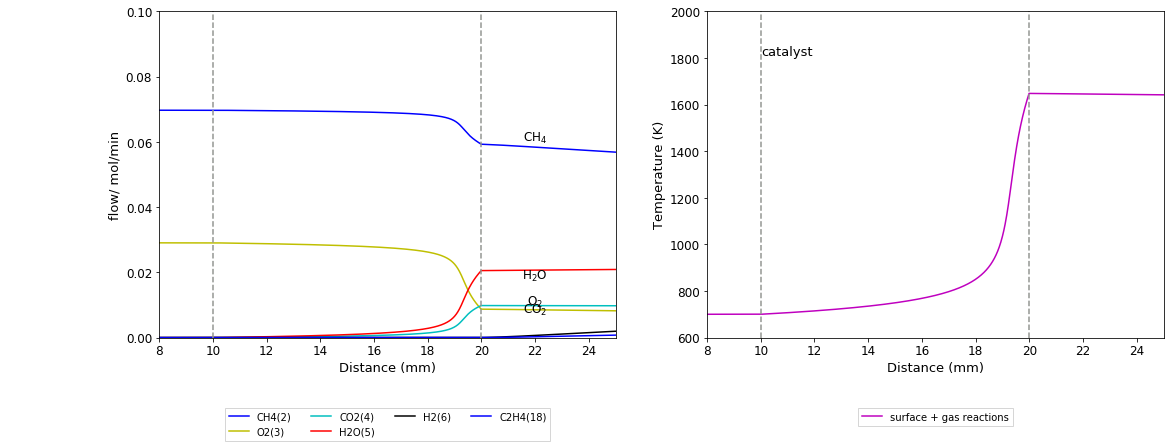 0.10
0.08
0.06
0.04
0.02
0.00
flow/ mol/min
CH4
H2O
O2
CO2
8 10 12 14 16 18 20 22 24
Distance (mm)
CH4(2) CO2(4) H2(6) C2H4(18)
O2(3) H2O(5)
2000
1800
1600
1400
1200
1000
800
600
Temperature (K)
catalyst
8 10 12 14 16 18 20 22 24
Distance (mm)
surface + gas reactions